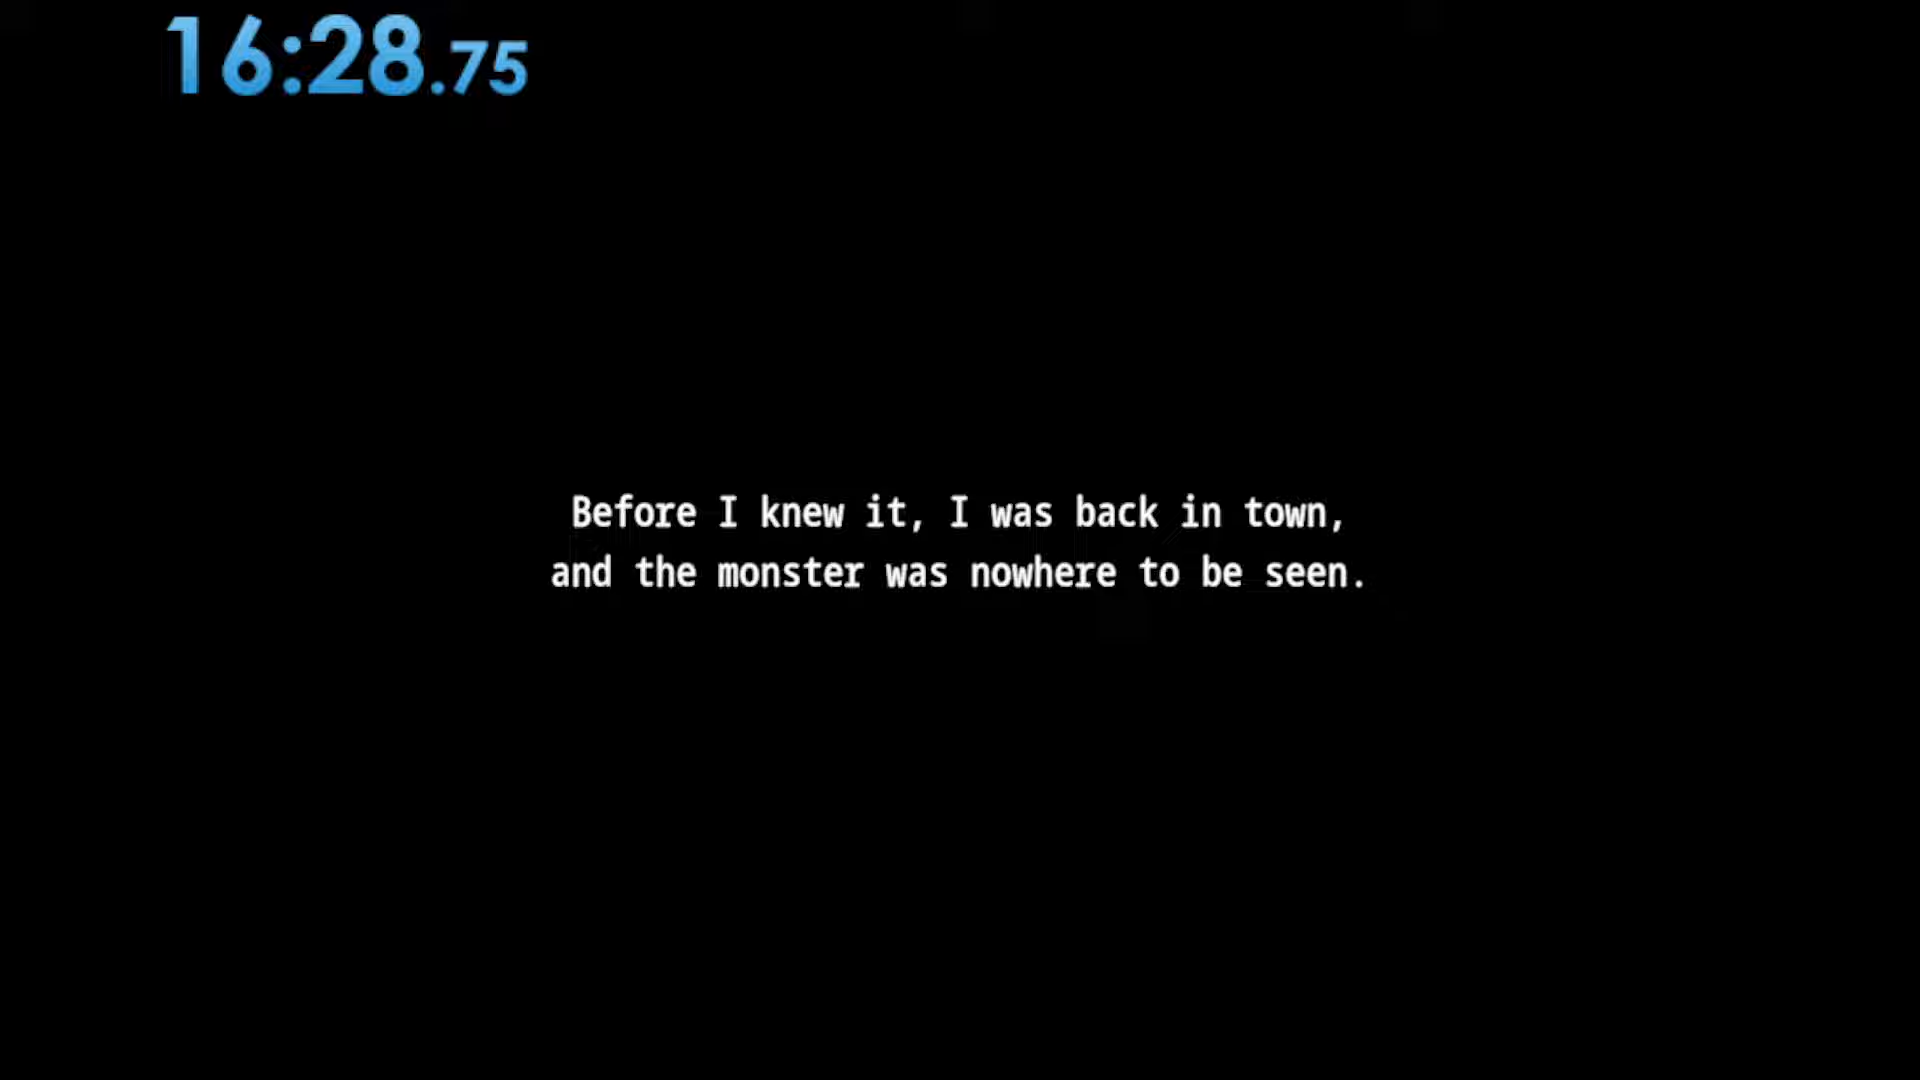 16:28.75
Before I knew it, I was back in town,
and the monster was nowhere to be seen.